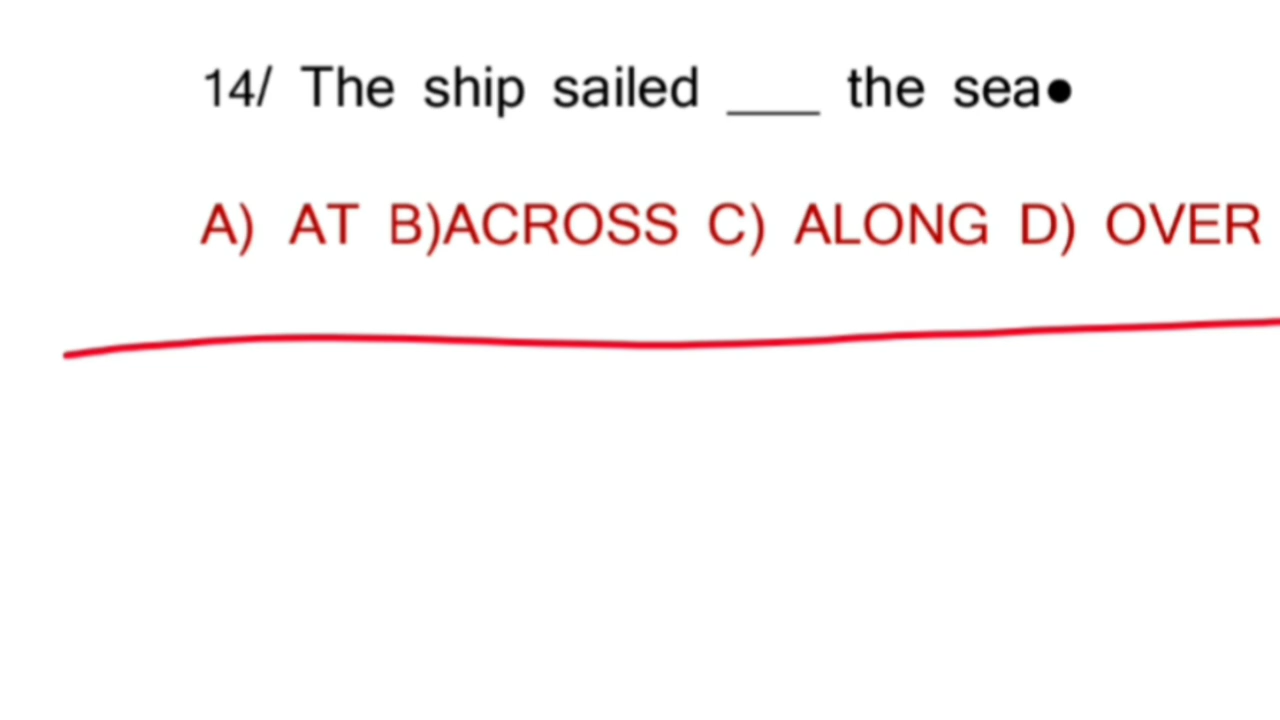 14/ The ship sailed ___ the sea●
A) AT B)ACROSS C) ALONG D) OVER